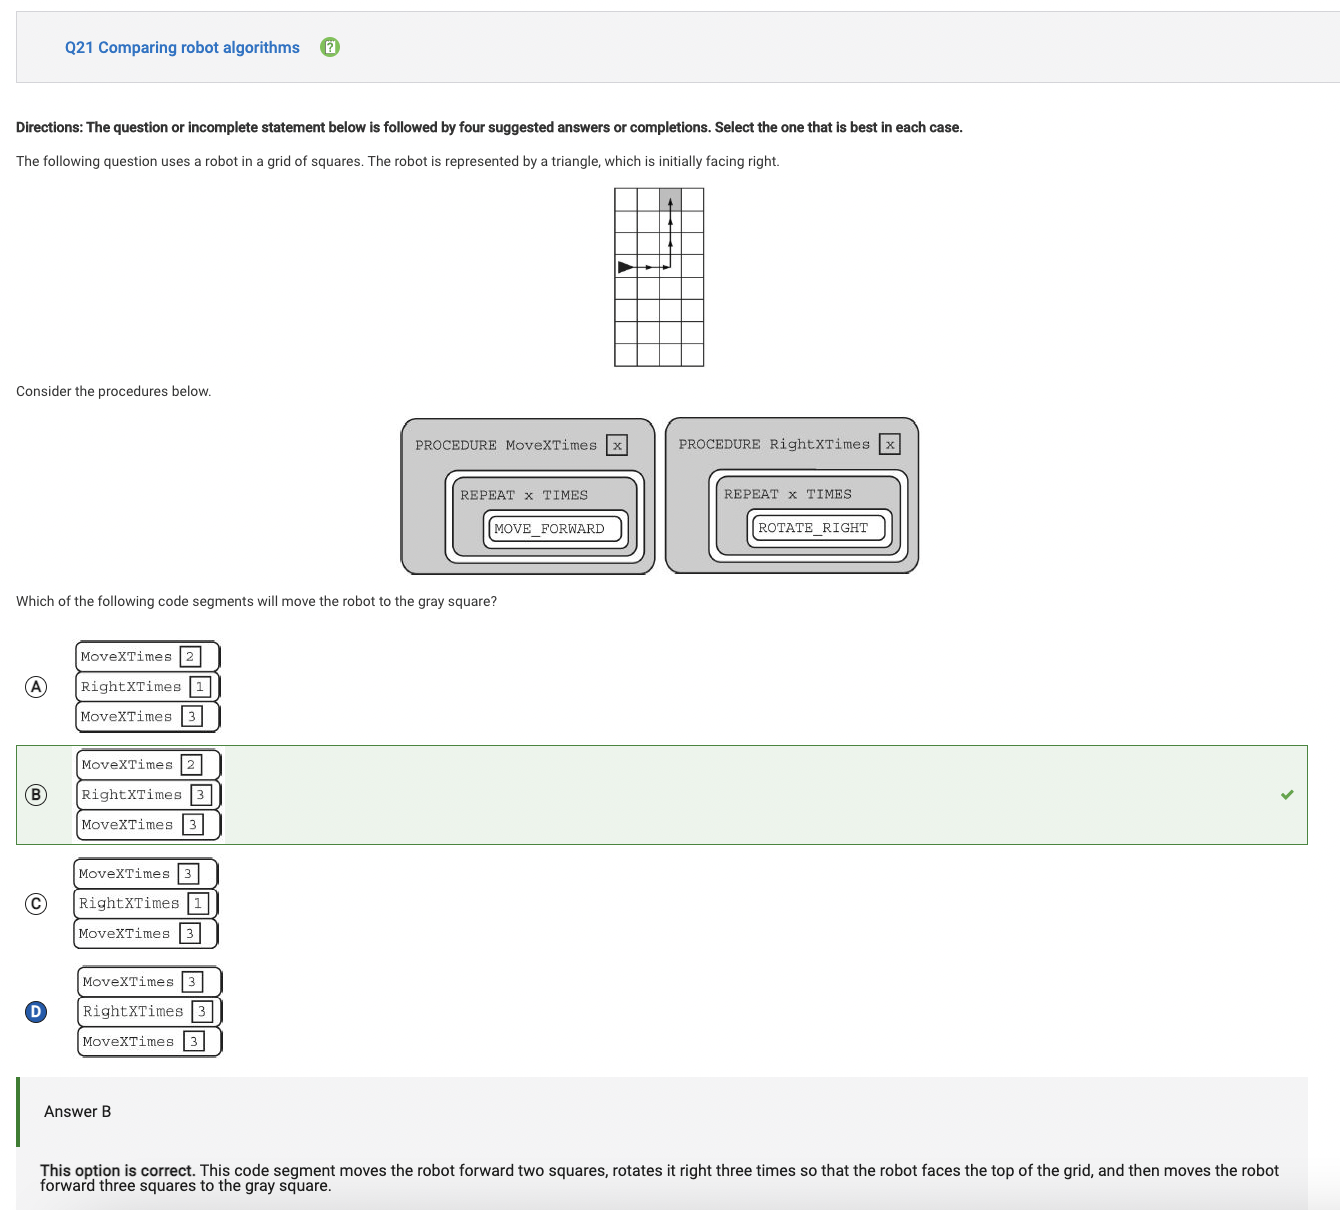 Q21 Comparing robot algorithms ?
Directions: The question or incomplete statement below is followed by four suggested answers or completions. Select the one that is best in each case.
The following question uses a robot in a grid of squares. The robot is represented by a triangle, which is initially facing right.
Consider the procedures below.
PROCEDURE MoveXTimes x
REPEAT x TIMES
MOVE_FORWARD
PROCEDURE RightXTimes x
REPEAT x TIMES
ROTATE_RIGHT
Which of the following code segments will move the robot to the gray square?
A
MoveXTimes 2
RightXTimes 1
MoveXTimes 3
B
MoveXTimes 2
RightXTimes 3
MoveXTimes 3
C
MoveXTimes 3
RightXTimes 1
MoveXTimes 3
D
MoveXTimes 3
RightXTimes 3
MoveXTimes 3
Answer B
This option is correct. This code segment moves the robot forward two squares, rotates it right three times so that the robot faces the top of the grid, and then moves the robot
forward three squares to the gray square.